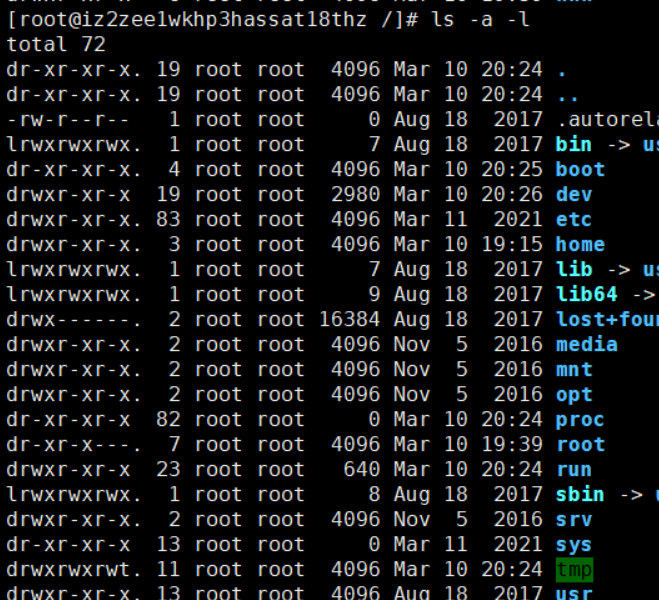 [root@iz2zee1wkhp3hassat18thz /]# ls -a -l
total 72
dr-xr-xr-x. 19 root root  4096 Mar 10 20:24 .
dr-xr-xr-x. 19 root root  4096 Mar 10 20:24 ..
-rw-r--r--   1 root root     0 Aug 18  2017 .autorela
lrwxrwxrwx.  1 root root     7 Aug 18  2017 bin -> us
dr-xr-xr-x.  4 root root  4096 Mar 10 20:25 boot
drwxr-xr-x  19 root root  2980 Mar 10 20:26 dev
drwxr-xr-x. 83 root root  4096 Mar 11  2021 etc
drwxr-xr-x.  3 root root  4096 Mar 10 19:15 home
lrwxrwxrwx.  1 root root     7 Aug 18  2017 lib -> us
lrwxrwxrwx.  1 root root     9 Aug 18  2017 lib64 ->
drwx------.  2 root root 16384 Aug 18  2017 lost+foun
drwxr-xr-x.  2 root root  4096 Nov  5  2016 media
drwxr-xr-x.  2 root root  4096 Nov  5  2016 mnt
drwxr-xr-x.  2 root root  4096 Nov  5  2016 opt
dr-xr-xr-x  82 root root     0 Mar 10 20:24 proc
dr-xr-x---.  7 root root  4096 Mar 10 19:39 root
drwxr-xr-x  23 root root   640 Mar 10 20:24 run
lrwxrwxrwx.  1 root root     8 Aug 18  2017 sbin -> u
drwxr-xr-x.  2 root root  4096 Nov  5  2016 srv
dr-xr-xr-x  13 root root     0 Mar 11  2021 sys
drwxrwxrwt. 11 root root  4096 Mar 10 20:24 tmp
drwxr-xr-x. 13 root root  4096 Aug 18  2017 usr